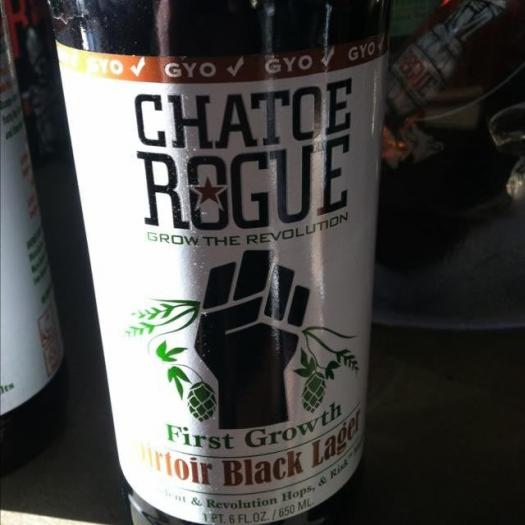 GYO ✓ GYO ✓ GYO ✓ GYO
CHATOE
ROGUE
GROW THE REVOLUTION
First Growth
Dirtoir Black Lager
& Revolution Hops, & Risk
1 PT. 6 FL.OZ. / 650 ML.